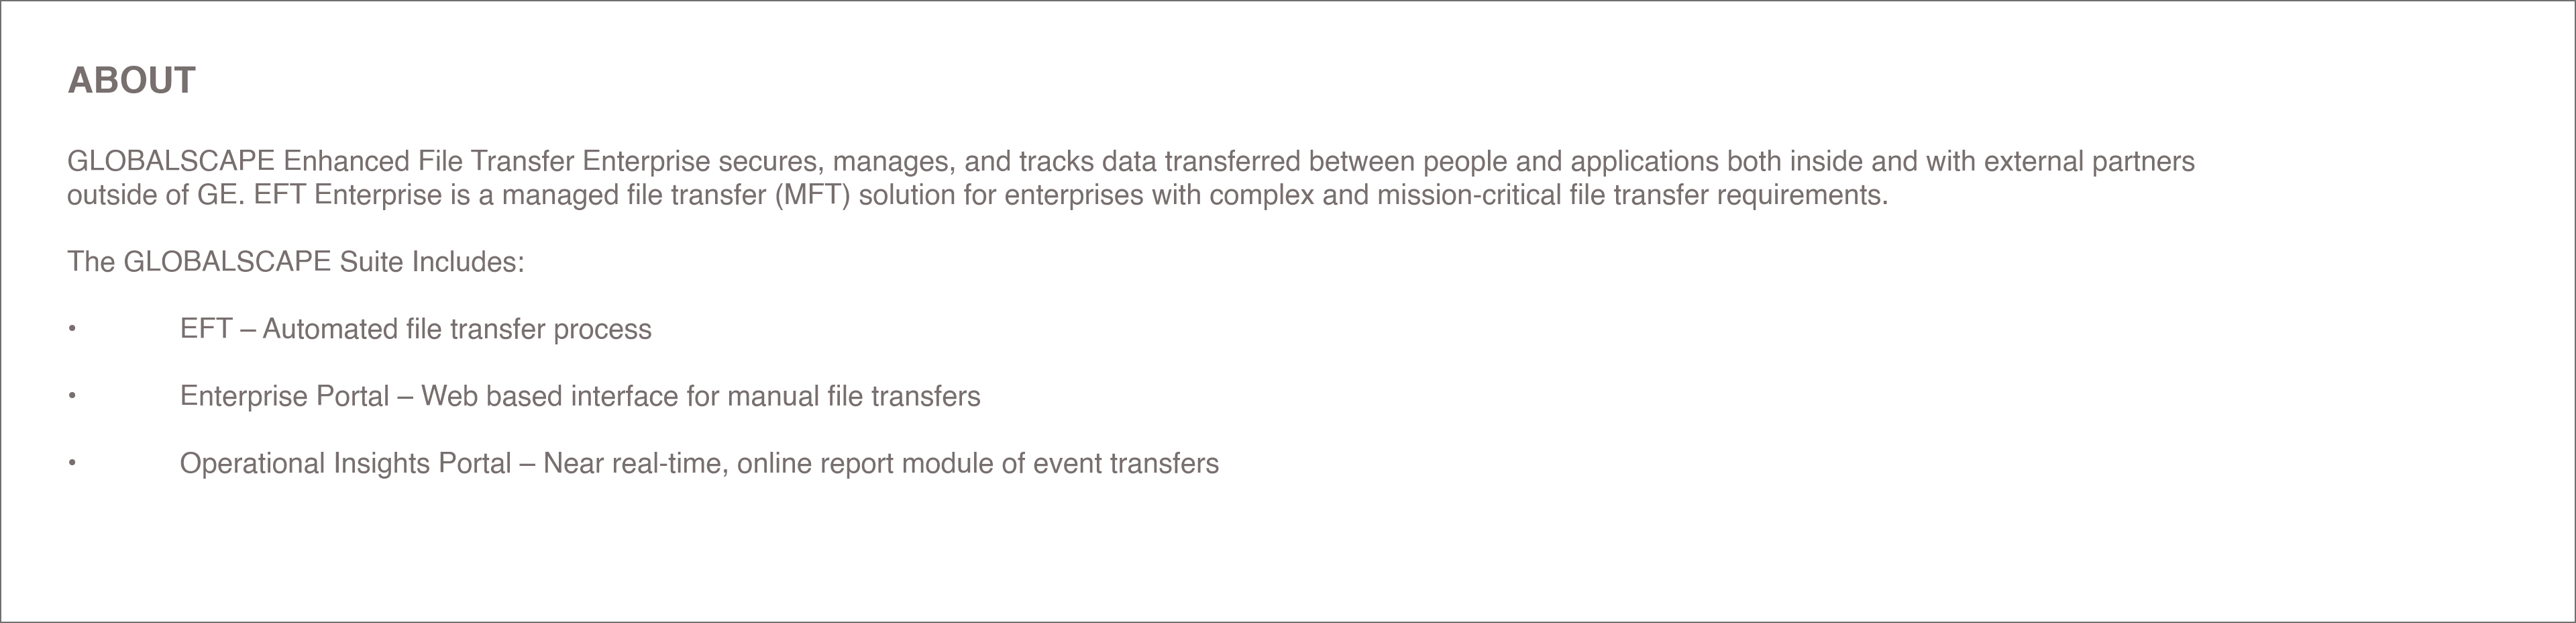 ABOUT
GLOBALSCAPE Enhanced File Transfer Enterprise secures, manages, and tracks data transferred between people and applications both inside and with external partners
outside of GE. EFT Enterprise is a managed file transfer (MFT) solution for enterprises with complex and mission-critical file transfer requirements.
The GLOBALSCAPE Suite Includes:
• EFT – Automated file transfer process
• Enterprise Portal – Web based interface for manual file transfers
• Operational Insights Portal – Near real-time, online report module of event transfers